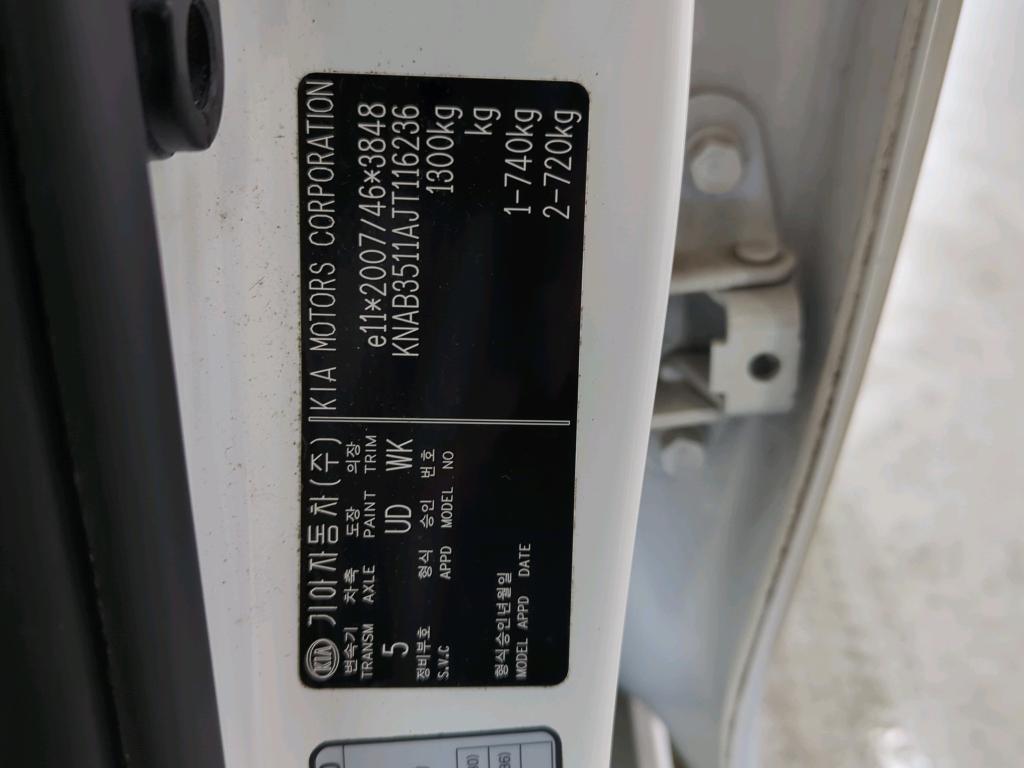 KIA 기아자동차(주) KIA MOTORS CORPORATION
변속기 차축 도장 의장
TRANSM AXLE PAINT TRIM
e11*2007/46*3848
5 UD WK
KNAB3511AJT116236
정비부호 형식 승인 번호
1300kg
S.V.C APPD MODEL NO
kg
1-740kg
형식승인년월일
2-720kg
MODEL APPD DATE